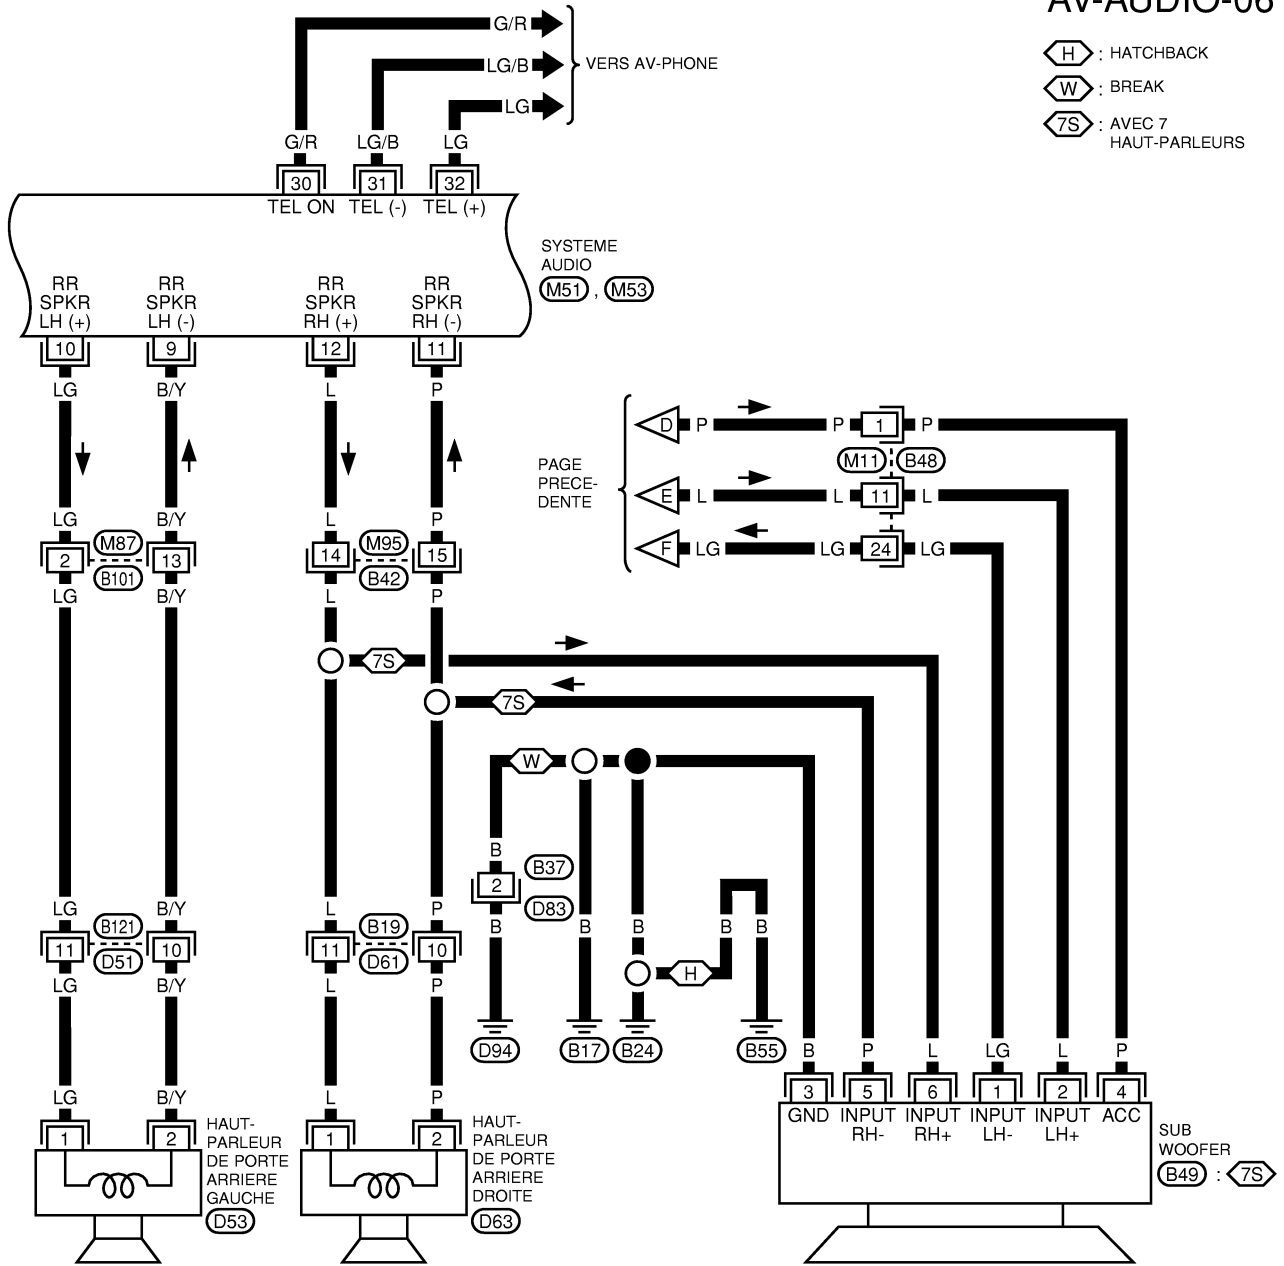 AV-AUDIO-06
H : HATCHBACK
W : BREAK
7S : AVEC 7
HAUT-PARLEURS
G/R
LG/B
LG
VERS AV-PHONE
G/R LG/B LG
30 31 32
TEL ON TEL (-) TEL (+)
SYSTEME
AUDIO
M51 , M53
RR RR RR RR
SPKR SPKR SPKR SPKR
LH (+) LH (-) RH (+) RH (-)
10 9 12 11
LG B/Y L P
D P P 1 P
M11 B48
PAGE
PRECE-
DENTE
E L L 11 L
F LG LG 24 LG
LG B/Y L P
M87 M95
2 13 14 15
B101 B42
LG B/Y L P
7S
7S
W
B
B37
2
D83
LG B/Y L P
B B B B B
B121 B19
11 10 11 10
D51 D61
H
LG B/Y L P
D94 B17 B24 B55
B P L LG L P
3 5 6 1 2 4
GND INPUT INPUT INPUT INPUT ACC
RH- RH+ LH- LH+
SUB
WOOFER
B49 : 7S
LG B/Y L P
1 2 1 2
HAUT-
PARLEUR
DE PORTE
ARRIERE
GAUCHE
D53
HAUT-
PARLEUR
DE PORTE
ARRIERE
DROITE
D63